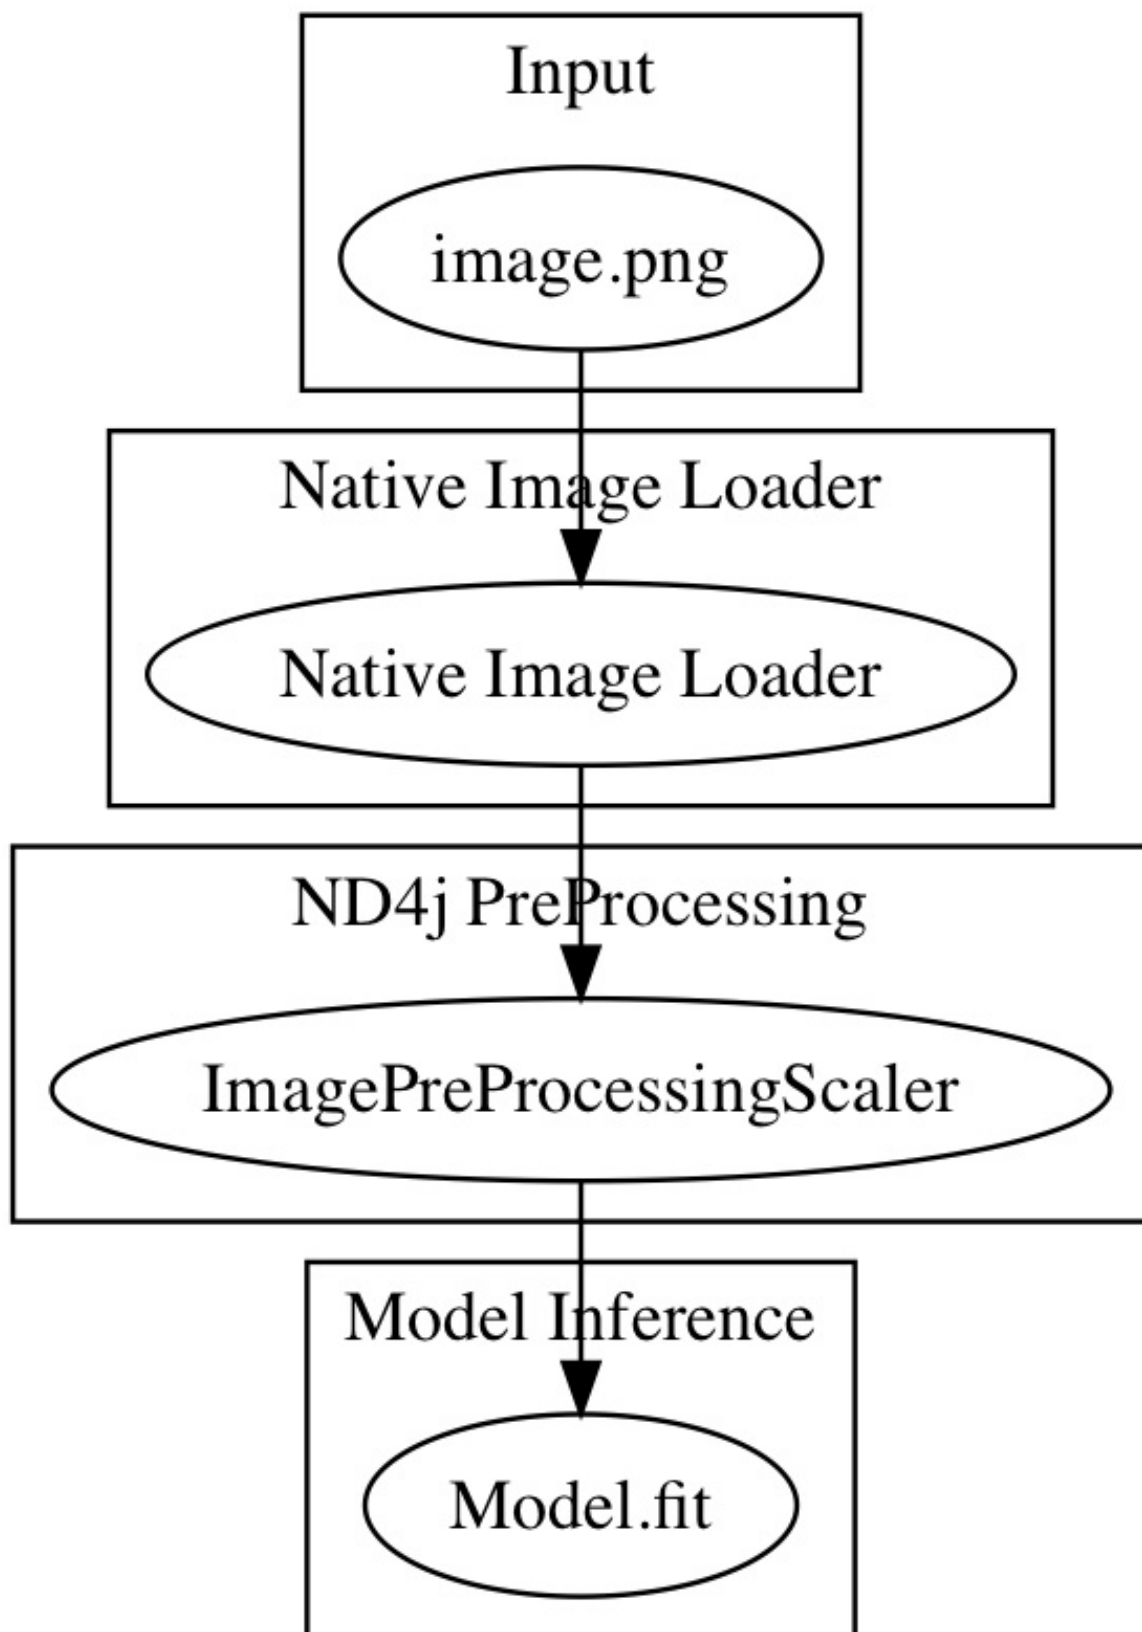 Input
image.png
Native Image Loader
Native Image Loader
ND4j PreProcessing
ImagePreProcessingScaler
Model Inference
Model.fit